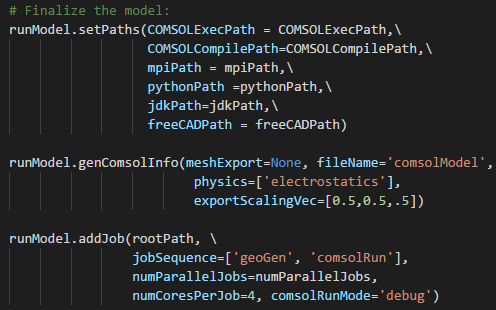 # Finalize the model:
runModel.setPaths(COMSOLExecPath = COMSOLExecPath,\
COMSOLCompilePath=COMSOLCompilePath,\
mpiPath = mpiPath,\
pythonPath =pythonPath,\
jdkPath=jdkPath,\
freeCADPath = freeCADPath)
runModel.genComsolInfo(meshExport=None, fileName='comsolModel',
physics=['electrostatics'],
exportScalingVec=[0.5,0.5,.5])
runModel.addJob(rootPath, \
jobSequence=['geoGen', 'comsolRun'],
numParallelJobs=numParallelJobs,
numCoresPerJob=4, comsolRunMode='debug')